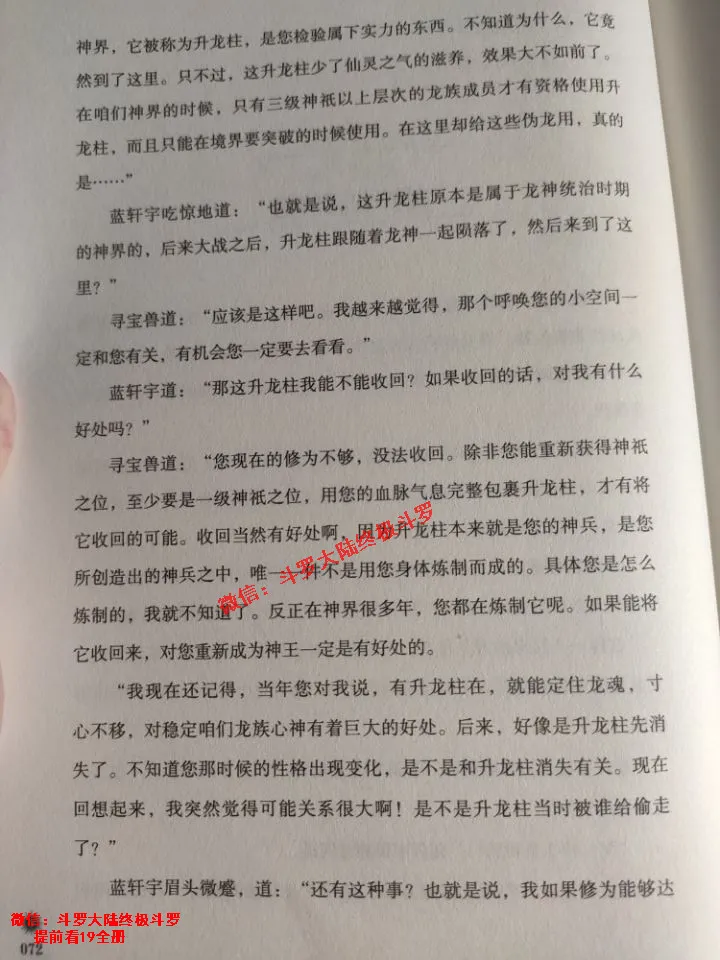 神界，它被称为升龙柱，是您检验属下实力的东西。不知道为什么，它竟
然到了这里。只不过，这升龙柱少了仙灵之气的滋养，效果大不如前了。
在咱们神界的时候，只有三级神祇以上层次的龙族成员才有资格使用升
龙柱，而且只能在境界要突破的时候使用。在这里却给这些伪龙用，真的
是……”
蓝轩宇吃惊地道：“也就是说，这升龙柱原本是属于龙神统治时期
的神界的，后来大战之后，升龙柱跟随着龙神一起陨落了，然后来到了这
里？”
寻宝兽道：“应该是这样吧。我越来越觉得，那个呼唤您的小空间一
定和您有关，有机会您一定要去看看。”
蓝轩宇道：“那这升龙柱我能不能收回？如果收回的话，对我有什么
好处吗？”
寻宝兽道：“您现在的修为不够，没法收回。除非您能重新获得神祇
之位，至少要是一级神祇之位，用您的血脉气息完整包裹升龙柱，才有将
它收回的可能。收回当然有好处啊，因为升龙柱本来就是您的神兵，是您
所创造出的神兵之中，唯一一件不是用您身体炼制而成的。具体您是怎么
炼制的，我就不知道了。反正在神界很多年，您都在炼制它呢。如果能将
它收回来，对您重新成为神王一定是有好处的。
“我现在还记得，当年您对我说，有升龙柱在，就能定住龙魂，寸
心不移，对稳定咱们龙族心神有着巨大的好处。后来，好像是升龙柱先消
失了。不知道您那时候的性格出现变化，是不是和升龙柱消失有关。现在
回想起来，我突然觉得可能关系很大啊！是不是升龙柱当时被谁给偷走
了？”
蓝轩宇眉头微蹙，道：“还有这种事？也就是说，我如果修为能够达
微信：斗罗大陆终极斗罗
微信：斗罗大陆终极斗罗
提前看19全册
072